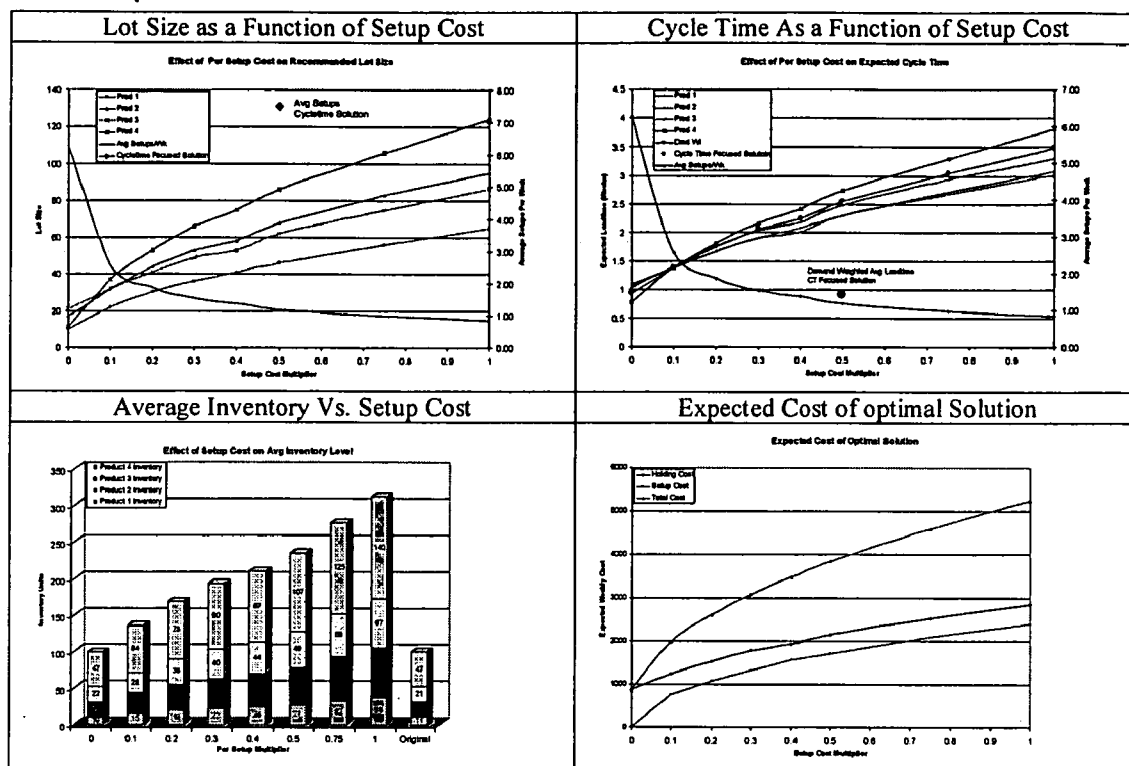 Lot Size as a Function of Setup Cost
Effect of Per Setup Cost on Recommended Lot Size
140
120
100
80
60
40
20
0
Lot Size
Prod 1
Prod 2
Prod 3
Prod 4
Avg Setups/Wk
Cycletime Focused Solution
Avg Setups
Cycletime Solution
8.00
7.00
6.00
5.00
4.00
3.00
2.00
1.00
0.00
Average Setups Per Week
0 0.1 0.2 0.3 0.4 0.5 0.6 0.7 0.8 0.9 1
Setup Cost Multiplier
Cycle Time As a Function of Setup Cost
Effect of Per Setup Cost on Expected Cycle Time
4.5
4
3.5
3
2.5
2
1.5
1
0.5
0
Expected Leadtime (Weeks)
Prod 1
Prod 2
Prod 3
Prod 4
Dmd Wt
Cycle Time Focused Solution
Avg Setups/Wk
Demand Weighted Avg Leadtime
CT Focused Solution
7.00
6.00
5.00
4.00
3.00
2.00
1.00
0.00
Average Setups Per Week
0 0.1 0.2 0.3 0.4 0.5 0.6 0.7 0.8 0.9 1
Setup Cost Multiplier
Average Inventory Vs. Setup Cost
Effect of Setup Cost on Avg Inventory Level
Product 4 Inventory
Product 3 Inventory
Product 2 Inventory
Product 1 Inventory
350
300
250
200
150
100
50
0
Inventory Units
0 0.1 0.2 0.3 0.4 0.5 0.75 1 Original
Per Setup Multiplier
Expected Cost of optimal Solution
Expected Cost of Optimal Solution
6000
5000
4000
3000
2000
1000
0
Expected Weekly Cost
Holding Cost
Setup Cost
Total Cost
0 0.1 0.2 0.3 0.4 0.5 0.6 0.7 0.8 0.9 1
Setup Cost Multiplier